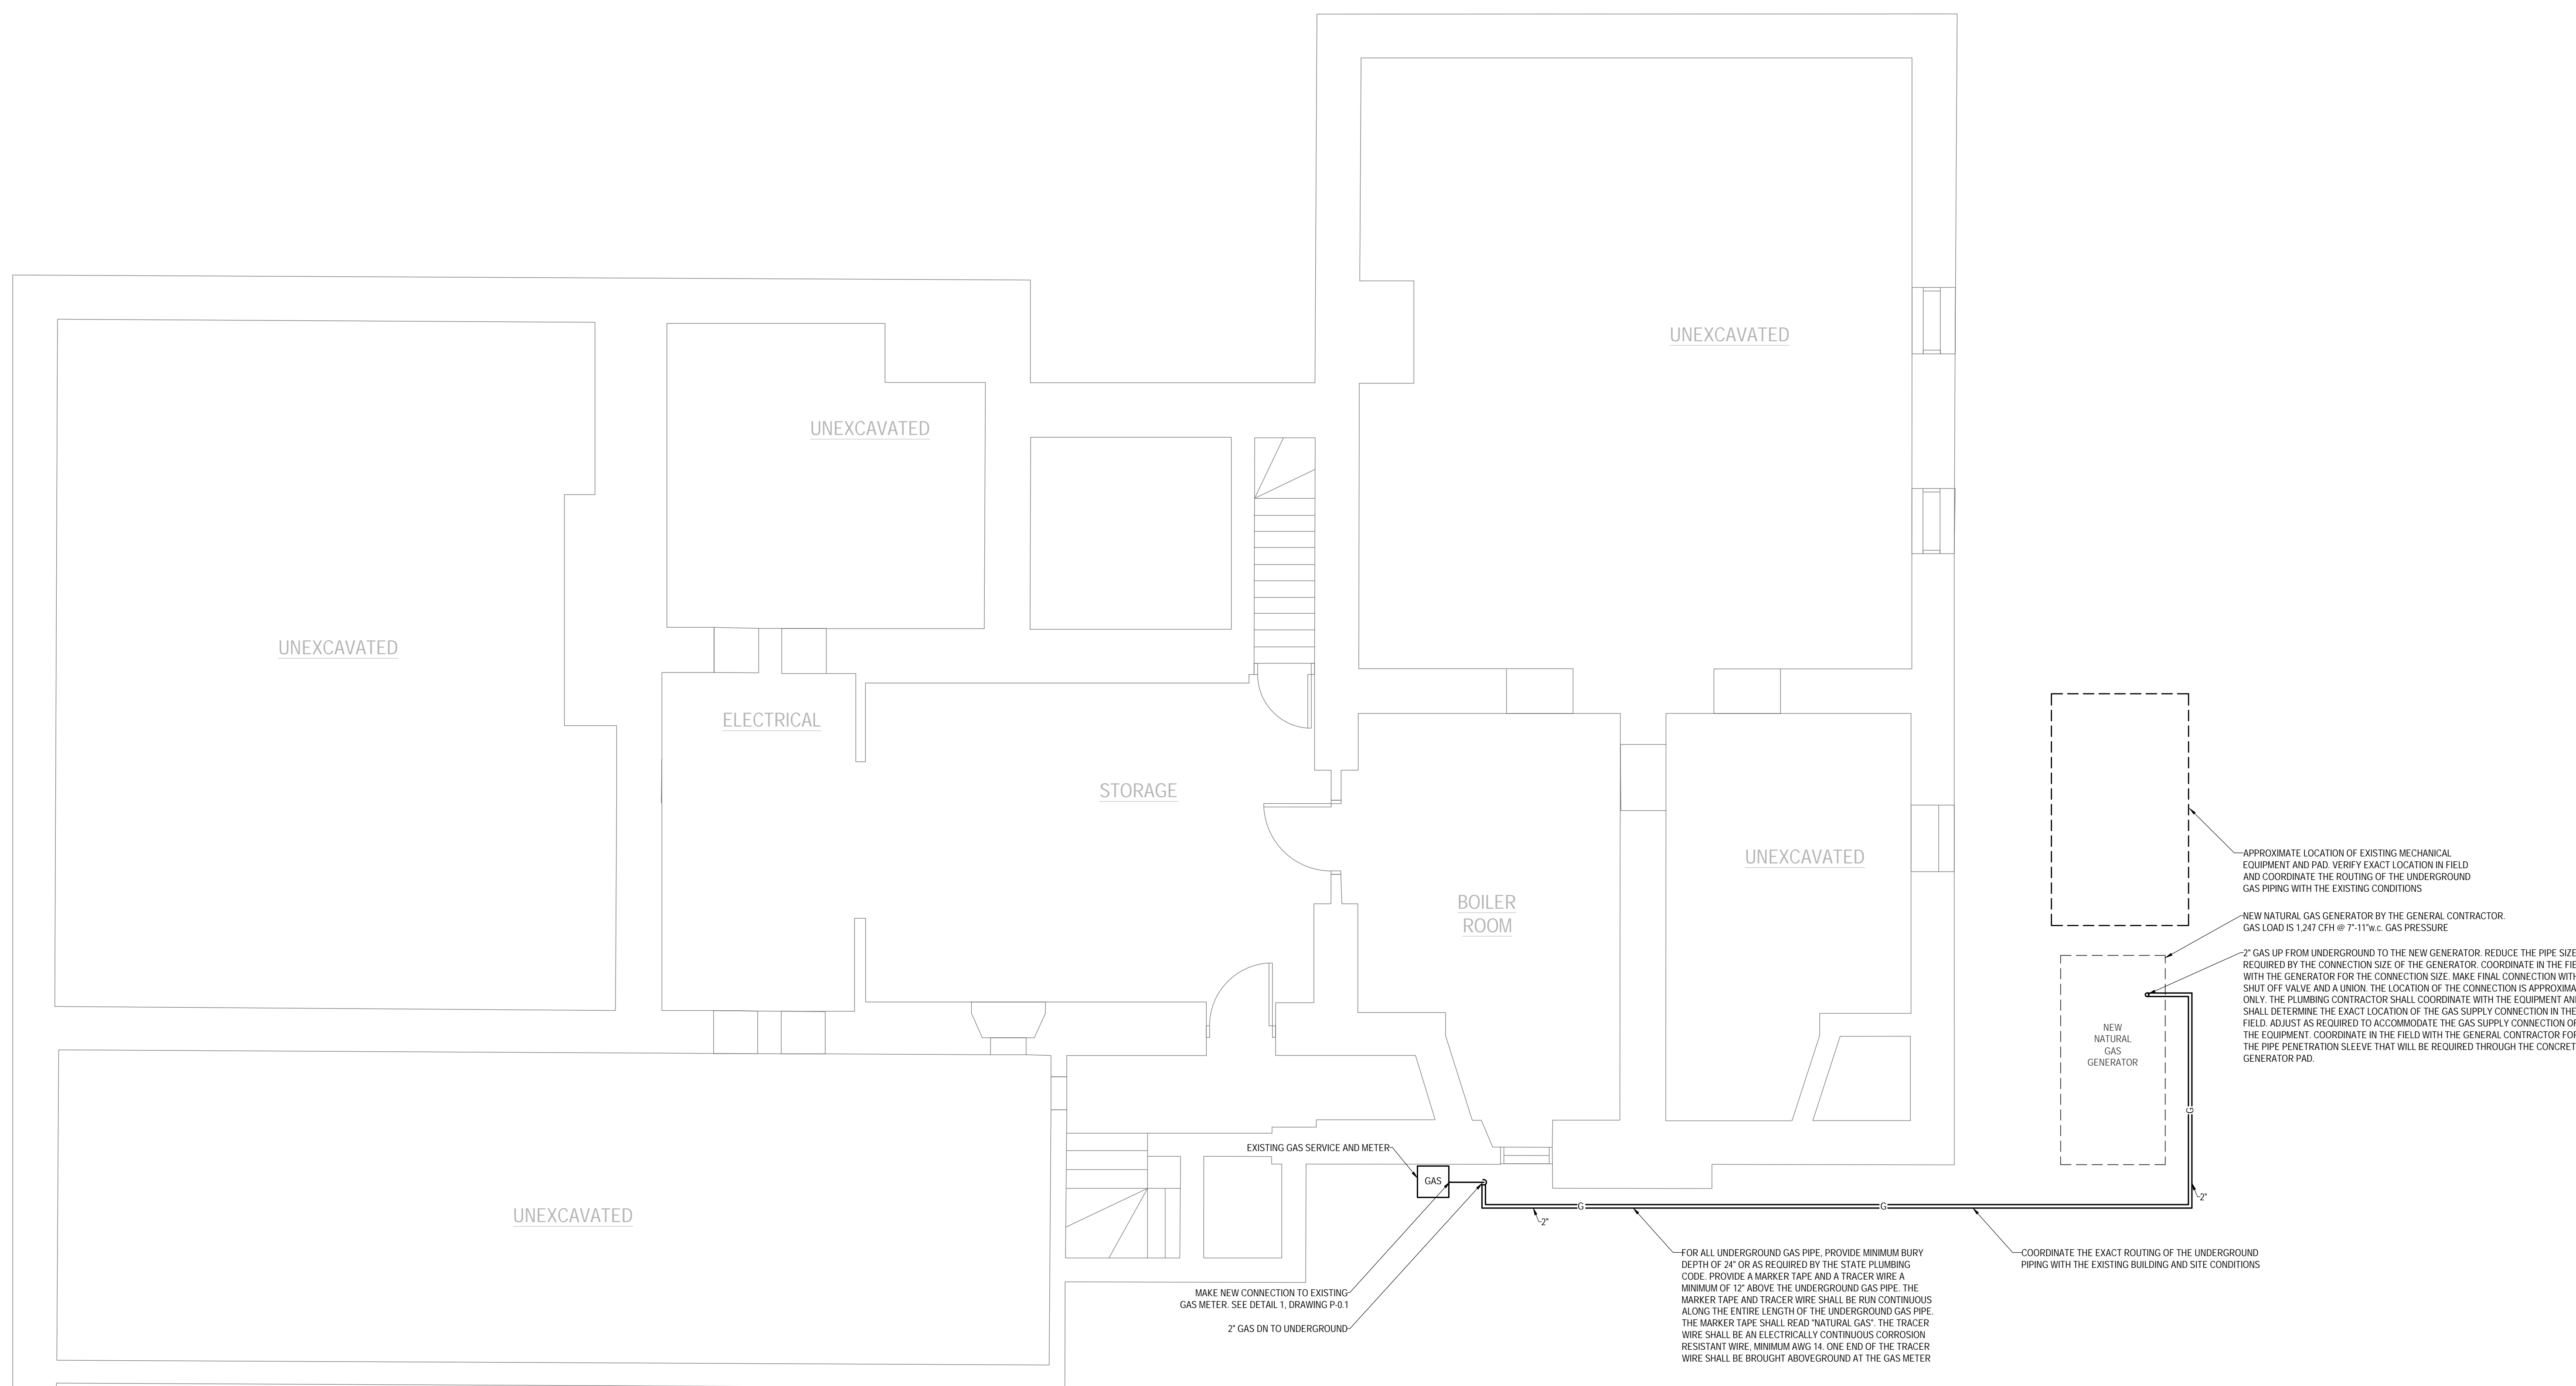 UNEXCAVATED
UNEXCAVATED
UNEXCAVATED
ELECTRICAL
STORAGE
UNEXCAVATED
BOILER
ROOM
APPROXIMATE LOCATION OF EXISTING MECHANICAL
EQUIPMENT AND PAD. VERIFY EXACT LOCATION IN FIELD
AND COORDINATE THE ROUTING OF THE UNDERGROUND
GAS PIPING WITH THE EXISTING CONDITIONS
NEW NATURAL GAS GENERATOR BY THE GENERAL CONTRACTOR.
GAS LOAD IS 1,247 CFH @ 7"-11"w.c. GAS PRESSURE
2" GAS UP FROM UNDERGROUND TO THE NEW GENERATOR. REDUCE THE PIPE SIZE
REQUIRED BY THE CONNECTION SIZE OF THE GENERATOR. COORDINATE IN THE
WITH THE GENERATOR FOR THE CONNECTION SIZE. MAKE FINAL CONNECTION
SHUT OFF VALVE AND A UNION. THE LOCATION OF THE CONNECTION IS
ONLY. THE PLUMBING CONTRACTOR SHALL COORDINATE WITH THE EQUIPMENT
SHALL DETERMINE THE EXACT LOCATION OF THE GAS SUPPLY CONNECTION IN THE
FIELD. ADJUST AS REQUIRED TO ACCOMMODATE THE GAS SUPPLY CONNECTION
THE EQUIPMENT. COORDINATE IN THE FIELD WITH THE GENERAL CONTRACTOR
THE PIPE PENETRATION SLEEVE THAT WILL BE REQUIRED THROUGH THE
GENERATOR PAD.
NEW
NATURAL
GAS
GENERATOR
G
EXISTING GAS SERVICE AND METER
GAS
2"
G
G
2"
UNEXCAVATED
MAKE NEW CONNECTION TO EXISTING
GAS METER. SEE DETAIL 1, DRAWING P-0.1
2" GAS DN TO UNDERGROUND
FOR ALL UNDERGROUND GAS PIPE, PROVIDE MINIMUM BURY
DEPTH OF 24" OR AS REQUIRED BY THE STATE PLUMBING
CODE. PROVIDE A MARKER TAPE AND A TRACER WIRE A
MINIMUM OF 12" ABOVE THE UNDERGROUND GAS PIPE. THE
MARKER TAPE AND TRACER WIRE SHALL BE RUN CONTINUOUS
ALONG THE ENTIRE LENGTH OF THE UNDERGROUND GAS PIPE.
THE MARKER TAPE SHALL READ "NATURAL GAS". THE TRACER
WIRE SHALL BE AN ELECTRICALLY CONTINUOUS CORROSION
RESISTANT WIRE, MINIMUM AWG 14. ONE END OF THE TRACER
WIRE SHALL BE BROUGHT ABOVEGROUND AT THE GAS METER
COORDINATE THE EXACT ROUTING OF THE UNDERGROUND
PIPING WITH THE EXISTING BUILDING AND SITE CONDITIONS